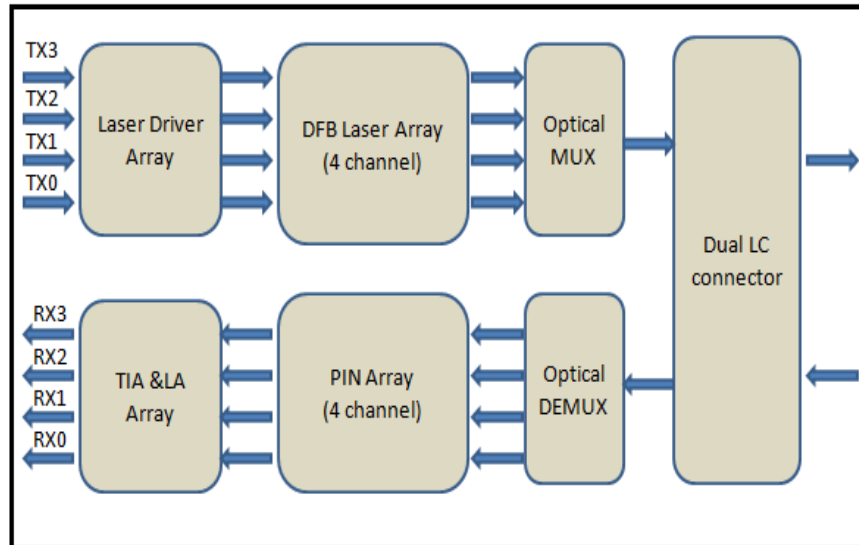 TX3
TX2
TX1
TX0
Laser Driver
Array
DFB Laser Array
(4 channel)
Optical
MUX
Dual LC
connector
RX3
RX2
RX1
RX0
TIA &LA
Array
PIN Array
(4 channel)
Optical
DEMUX